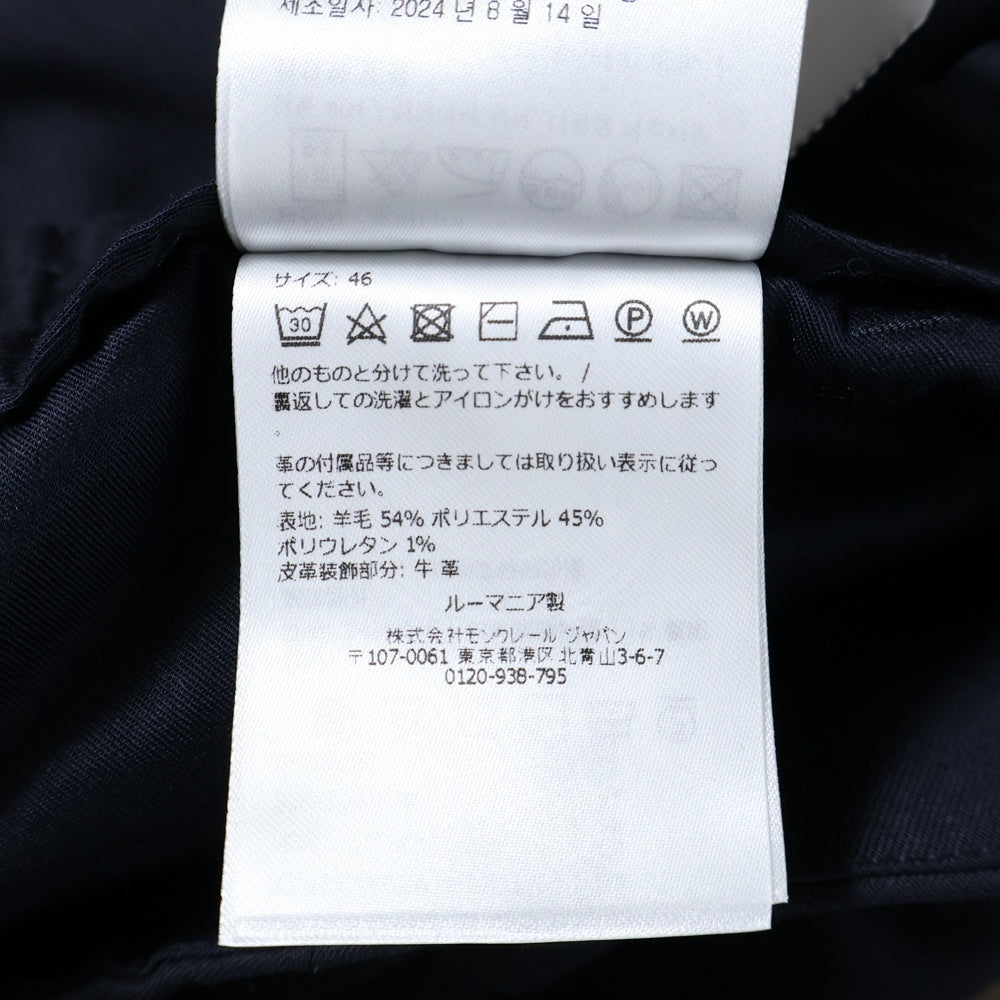 제조일자: 2024 년 8 월 14 일
サイズ: 46
30
P
W
他のものと分けて洗って下さい。 /
裏返しての洗濯とアイロンがけをおすすめします
。
革の付属品等につきましては取り扱い表示に従っ
てください。
表地: 羊毛 54% ポリエステル 45%
ポリウレタン 1%
皮革装飾部分: 牛 革
ルーマニア製
株式会社モンクレール ジャパン
〒107-0061 東京都港区北青山3-6-7
0120-938-795